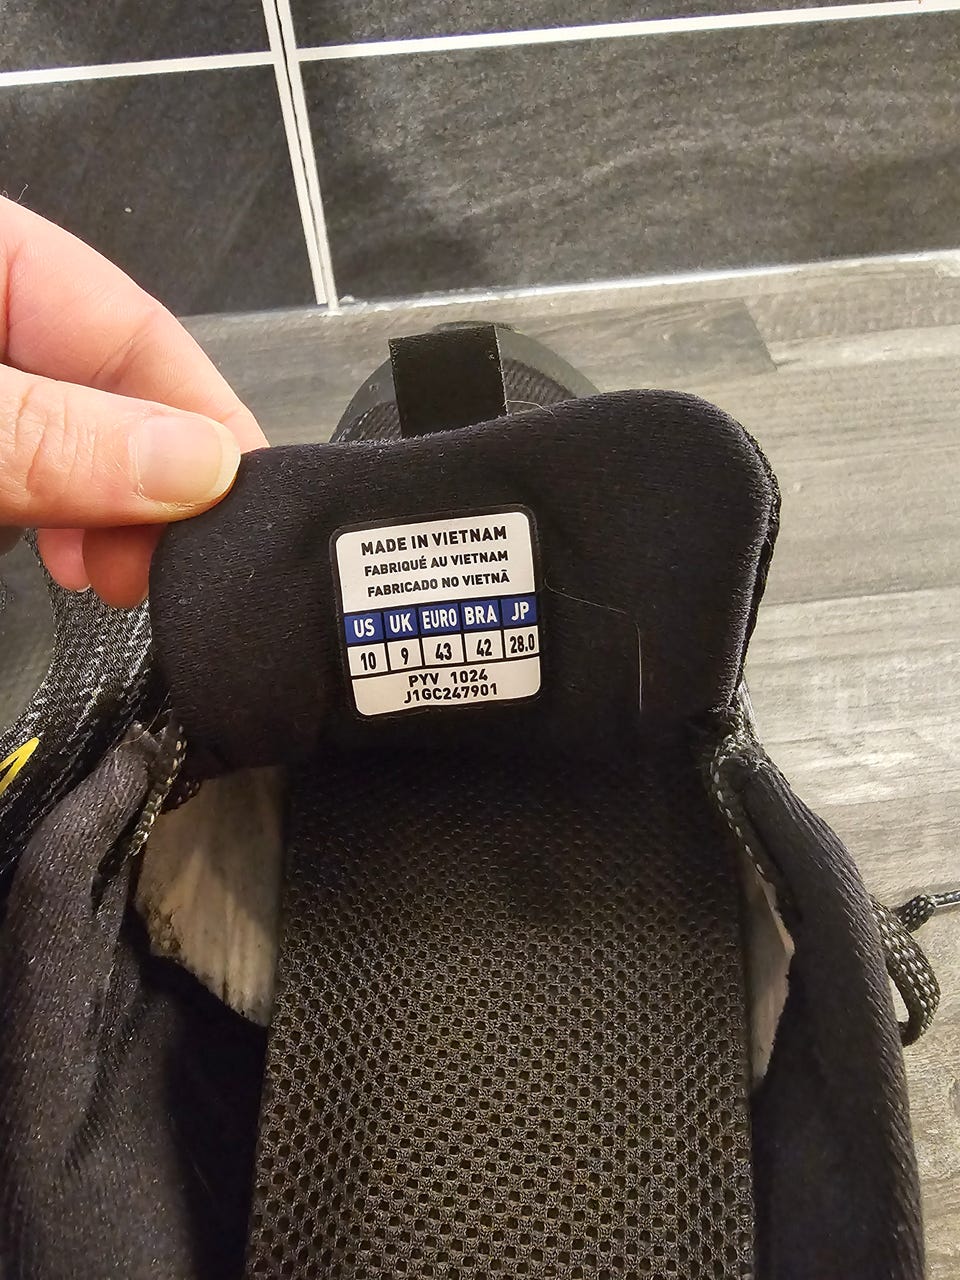 MADE IN VIETNAM
FABRIQUÉ AU VIETNAM
FABRICADO NO VIETNÃ
US UK EURO BRA JP
10 9 43 42 28.0
PYV 1024
J1GC247901